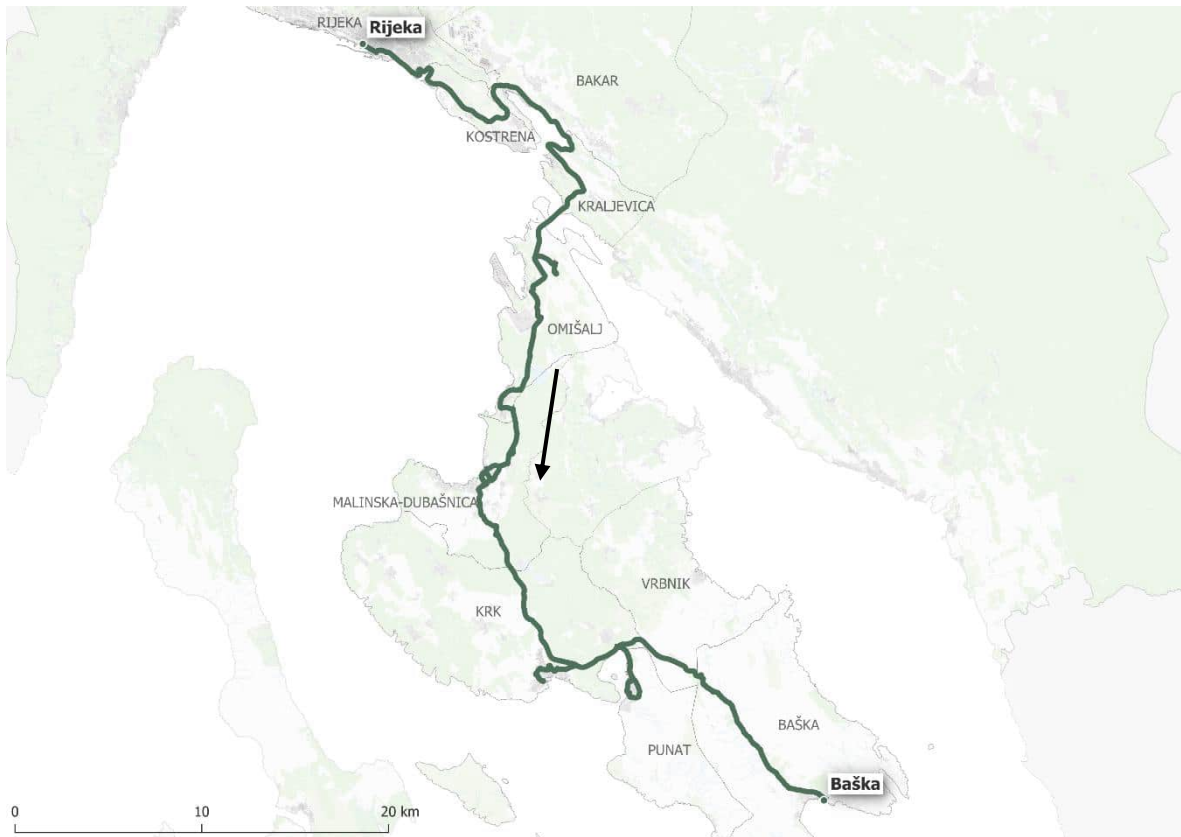 RIJEKA
Rijeka
BAKAR
KOSTRENA
KRALJEVICA
OMIŠALJ
MALINSKA-DUBAŠNICA
VRBNIK
KRK
BAŠKA
PUNAT
Baška
0 10 20 km